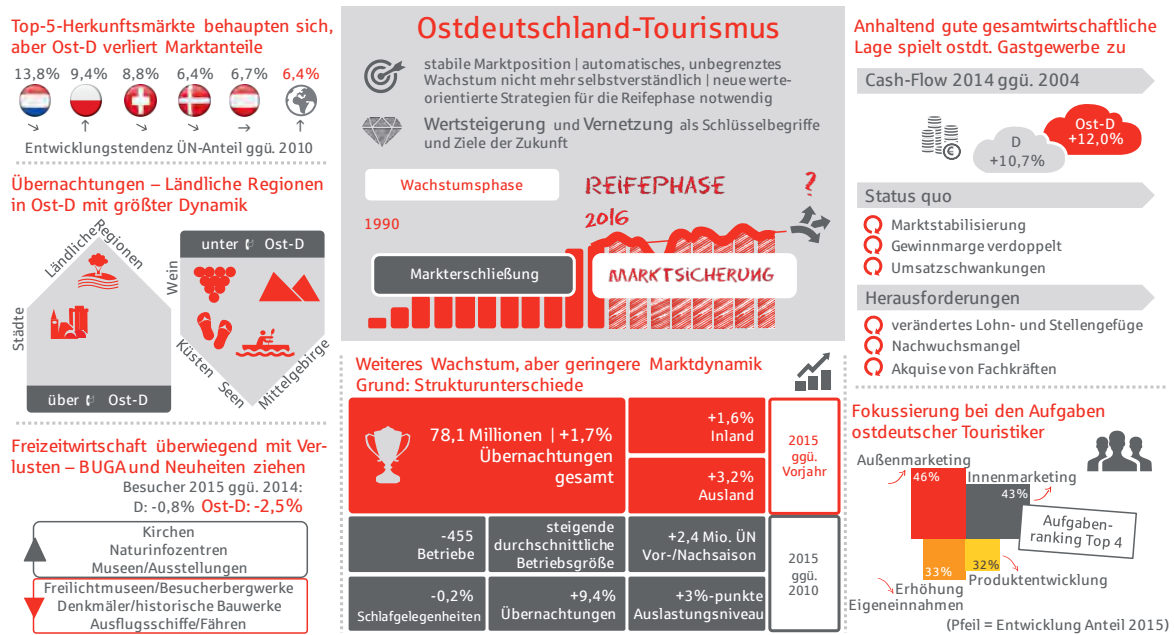 Top-5-Herkunftsmärkte behaupten sich,
aber Ost-D verliert Marktanteile
13,8% 9,4% 8,8% 6,4% 6,7% 6,4%
Entwicklungstendenz ÜN-Anteil ggü. 2010
Übernachtungen – Ländliche Regionen
in Ost-D mit größter Dynamik
Städte
Ländliche Regionen
über Ø Ost-D
unter Ø Ost-D
Wein
Küsten
Seen
Mittelgebirge
Freizeitwirtschaft überwiegend mit Ver-
lusten – BUGA und Neuheiten ziehen
Besucher 2015 ggü. 2014:
D: -0,8% Ost-D: -2,5%
Kirchen
Naturinfozentren
Museen/Ausstellungen
Freilichtmuseen/Besucherbergwerke
Denkmäler/historische Bauwerke
Ausflugsschiffe/Fähren
Ostdeutschland-Tourismus
stabile Marktposition | automatisches, unbegrenztes
Wachstum nicht mehr selbstverständlich | neue werte-
orientierte Strategien für die Reifephase notwendig
Wertsteigerung und Vernetzung als Schlüsselbegriffe
und Ziele der Zukunft
Wachstumsphase
REIFEPHASE
?
1990
2016
Markterschließung
MARKTSICHERUNG
Weiteres Wachstum, aber geringere Marktdynamik
Grund: Strukturunterschiede
78,1 Millionen | +1,7%
Übernachtungen
gesamt
+1,6%
Inland
+3,2%
Ausland
2015
ggü.
Vorjahr
-455
Betriebe
steigende
durchschnittliche
Betriebsgröße
+2,4 Mio. ÜN
Vor-/Nachsaison
-0,2%
Schlafgelegenheiten
+9,4%
Übernachtungen
+3%-punkte
Auslastungsniveau
2015
ggü.
2010
Anhaltend gute gesamtwirtschaftliche
Lage spielt ostdt. Gastgewerbe zu
Cash-Flow 2014 ggü. 2004
€
D
+10,7%
Ost-D
+12,0%
Status quo
Marktstabilisierung
Gewinnmarge verdoppelt
Umsatzschwankungen
Herausforderungen
verändertes Lohn- und Stellengefüge
Nachwuchsmangel
Akquise von Fachkräften
Fokussierung bei den Aufgaben
ostdeutscher Touristiker
Außenmarketing
46%
Innenmarketing
43%
Aufgaben-
ranking Top 4
33%
32%
Produktentwicklung
Erhöhung
Eigeneinnahmen
(Pfeil = Entwicklung Anteil 2015)